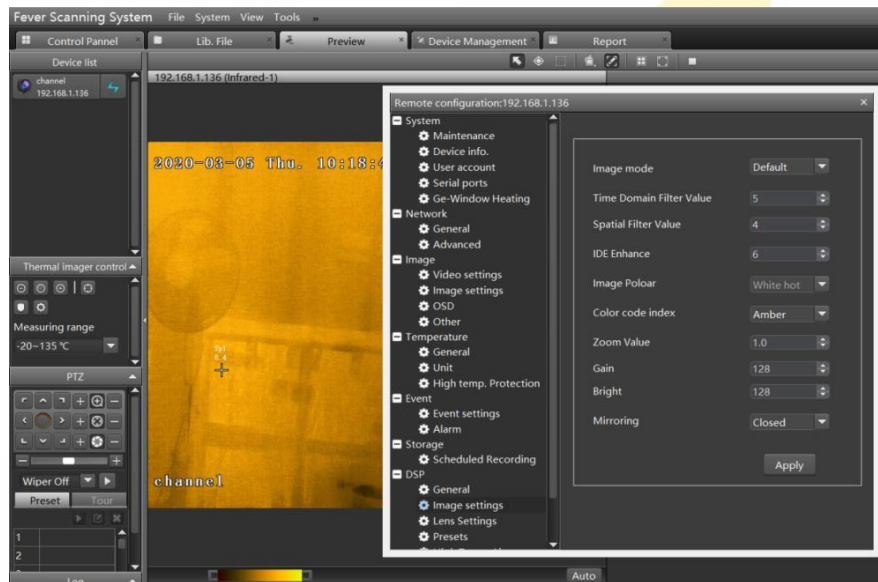 Fever Scanning System File System View Tools »
Control Pannel
Lib. File
Preview
Device Management
Report
Device list
channel
192.168.1.136
192.168.1.136 (Infrared-1)
2020-03-05 Thu. 10:18:4
Sp1
channel
Thermal imager control
Measuring range
-20~135 ℃
PTZ
Wiper Off
Preset Tour
1
2
Log
Auto
Remote configuration:192.168.1.136
System
Maintenance
Device info.
User account
Serial ports
Ge-Window Heating
Network
General
Advanced
Image
Video settings
Image settings
OSD
Other
Temperature
General
Unit
High temp. Protection
Event
Event settings
Alarm
Storage
Scheduled Recording
DSP
General
Image settings
Lens Settings
Presets
Image mode Default
Time Domain Filter Value 5
Spatial Filter Value 4
IDE Enhance 6
Image Poloar White hot
Color code index Amber
Zoom Value 1.0
Gain 128
Bright 128
Mirroring Closed
Apply